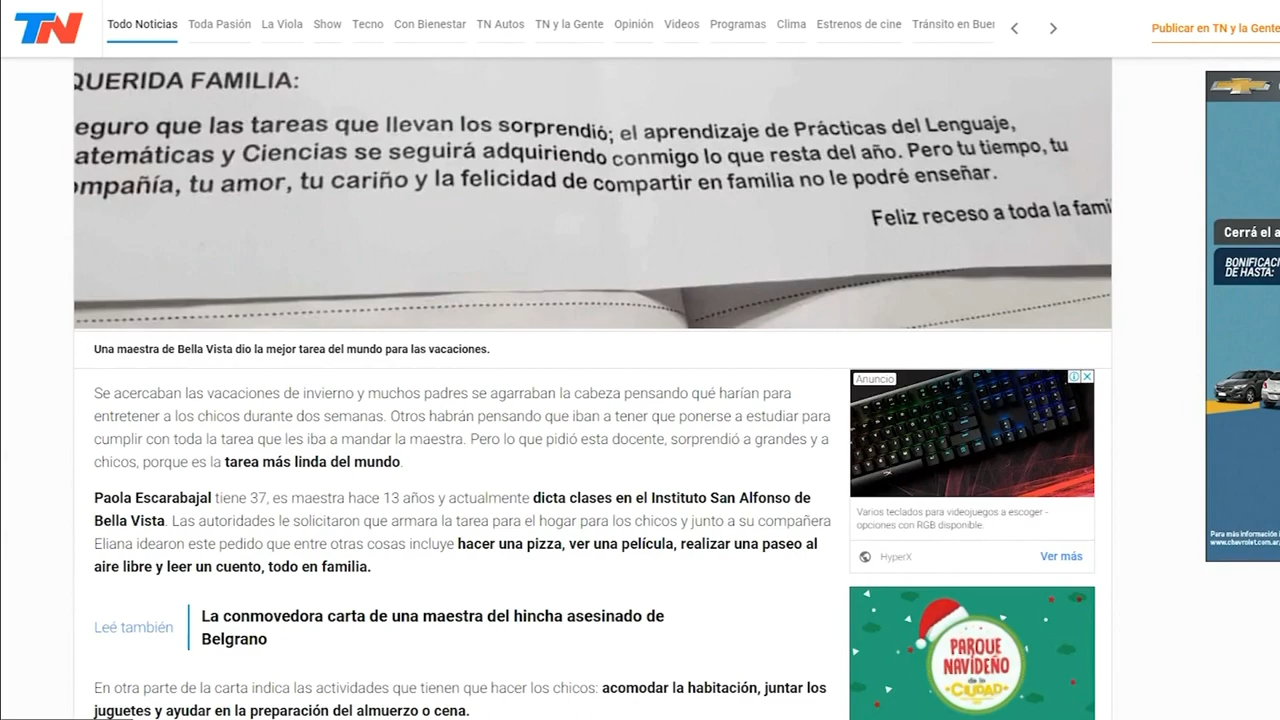 TN
Todo Noticias Toda Pasión La Viola Show Tecno Con Bienestar TN Autos TN y la Gente Opinión Videos Programas Clima Estrenos de cine Tránsito en Buen
Publicar en TN y la Gente
QUERIDA FAMILIA:
eguro que las tareas que llevan los sorprendió; el aprendizaje de Prácticas del Lenguaje,
atemáticas y Ciencias se seguirá adquiriendo conmigo lo que resta del año. Pero tu tiempo, tu
ompañía, tu amor, tu cariño y la felicidad de compartir en familia no le podré enseñar.
Feliz receso a toda la fami
Una maestra de Bella Vista dio la mejor tarea del mundo para las vacaciones.
Se acercaban las vacaciones de invierno y muchos padres se agarraban la cabeza pensando qué harían para
entretener a los chicos durante dos semanas. Otros habrán pensando que iban a tener que ponerse a estudiar para
cumplir con toda la tarea que les iba a mandar la maestra. Pero lo que pidió esta docente, sorprendió a grandes y a
chicos, porque es la tarea más linda del mundo.
Paola Escarabajal tiene 37, es maestra hace 13 años y actualmente dicta clases en el Instituto San Alfonso de
Bella Vista. Las autoridades le solicitaron que armara la tarea para el hogar para los chicos y junto a su compañera
Eliana idearon este pedido que entre otras cosas incluye hacer una pizza, ver una película, realizar una paseo al
aire libre y leer un cuento, todo en familia.
Leé también
La conmovedora carta de una maestra del hincha asesinado de
Belgrano
En otra parte de la carta indica las actividades que tienen que hacer los chicos: acomodar la habitación, juntar los
juguetes y ayudar en la preparación del almuerzo o cena.
Anuncio
Varios teclados para videojuegos a escoger -
opciones con RGB disponible.
HyperX
Ver más
PARQUE
NAVIDEÑO
de la
CIUDAD
Cerrá el a
BONIFICACI
DE HASTA:
Para más información
www.chevrolet.com.ar